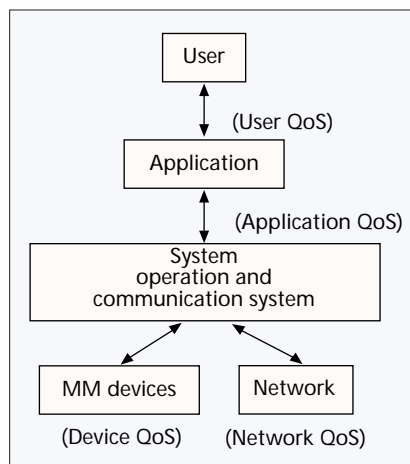 User
(User QoS)
Application
(Application QoS)
System
operation and
communication system
MM devices
Network
(Device QoS)
(Network QoS)